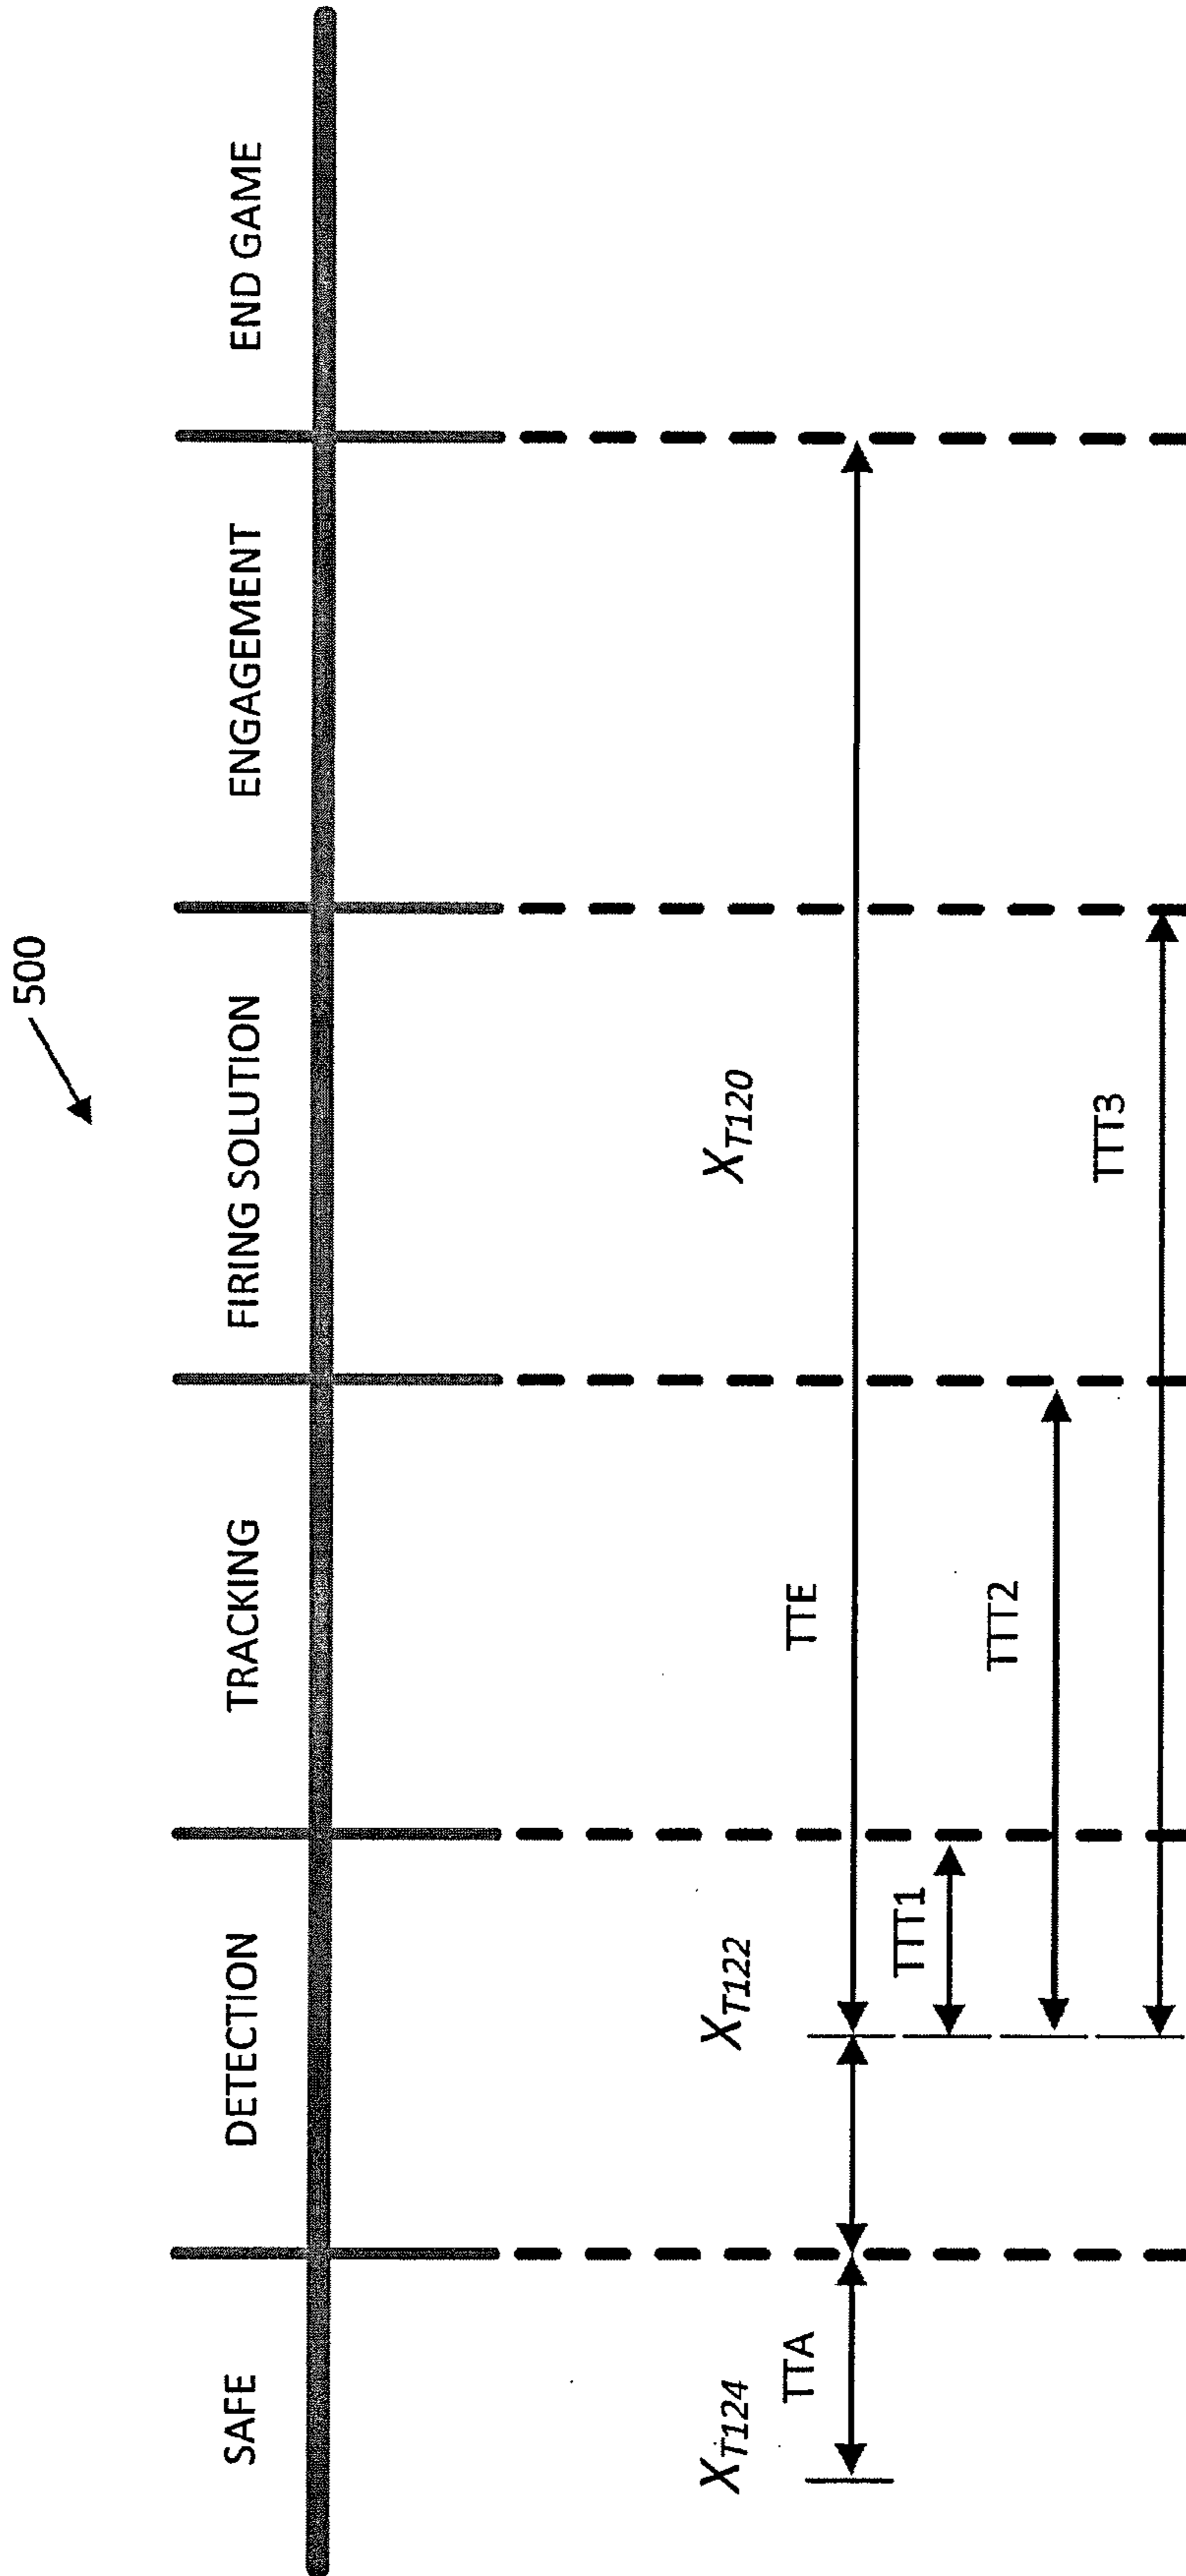 500
SAFE
DETECTION
TRACKING
FIRING SOLUTION
ENGAGEMENT
END GAME
X_T124
X_T122
X_T120
TTA
TTE
TTT1
TTT2
TTT3